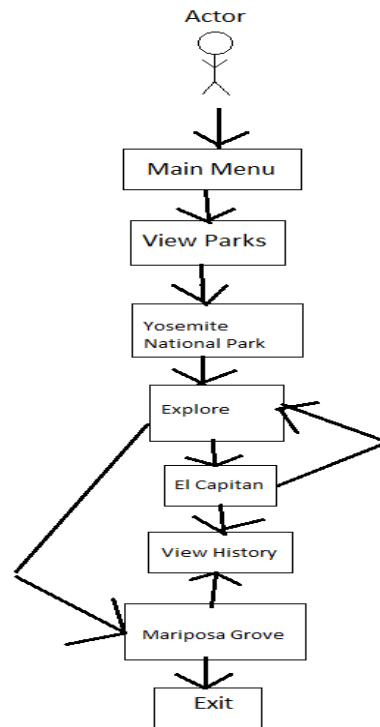 Actor
Main Menu
View Parks
Yosemite
National Park
Explore
El Capitan
View History
Mariposa Grove
Exit